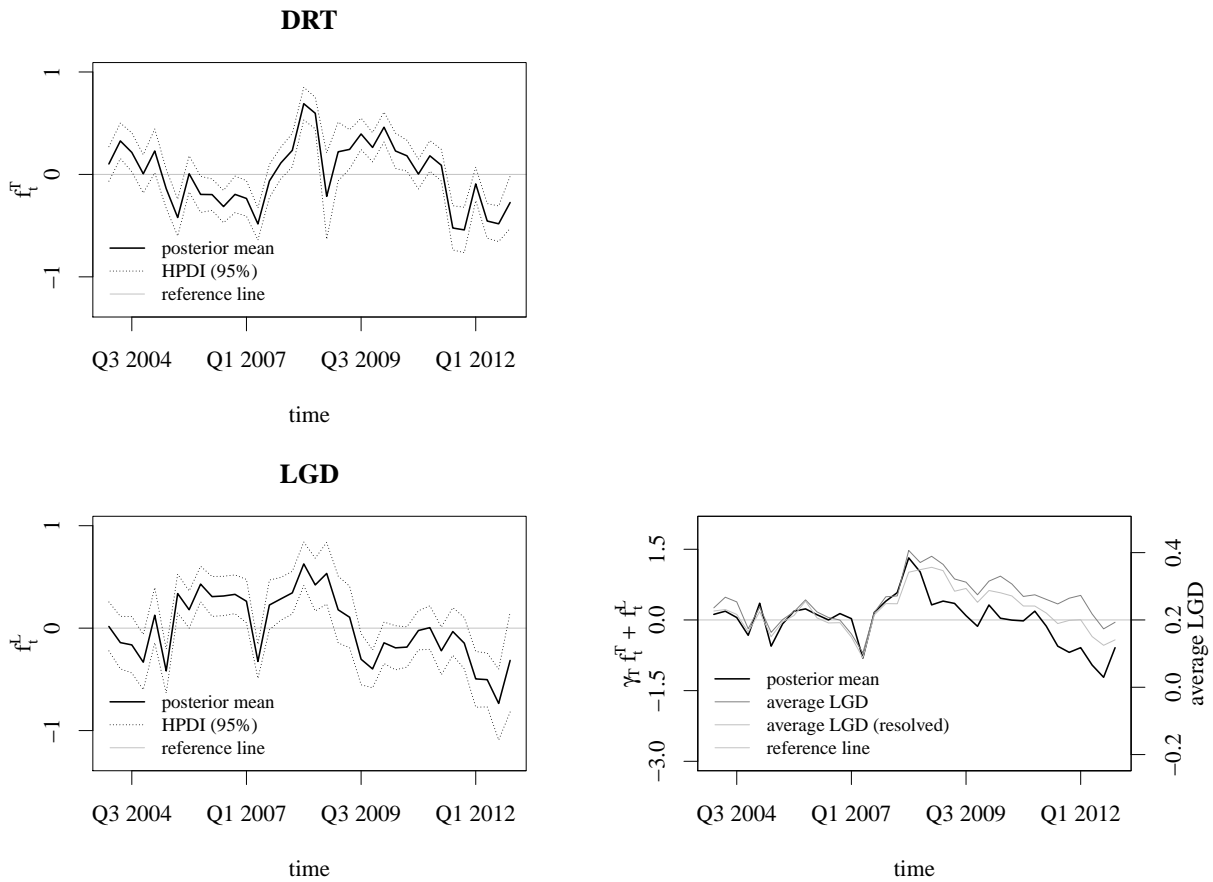 DRT
1
0
−1
f_t^T
posterior mean
HPDI (95%)
reference line
Q3 2004 Q1 2007 Q3 2009 Q1 2012
time
LGD
1
0
−1
f_t^L
posterior mean
HPDI (95%)
reference line
Q3 2004 Q1 2007 Q3 2009 Q1 2012
time
1.5
0.0
−1.5
−3.0
γ_T f_t^T + f_t^L
posterior mean
average LGD
average LGD (resolved)
reference line
0.4
0.2
0.0
−0.2
average LGD
Q3 2004 Q1 2007 Q3 2009 Q1 2012
time